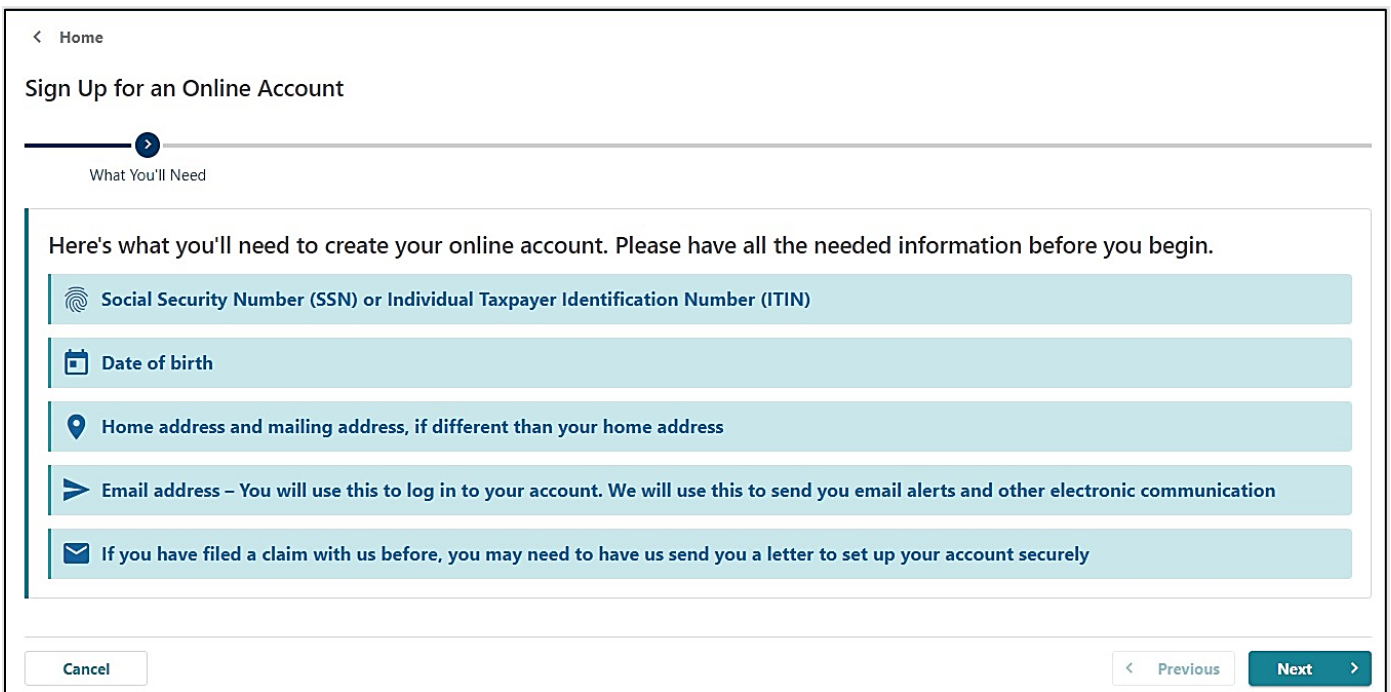 Home
Sign Up for an Online Account
What You'll Need
Here's what you'll need to create your online account. Please have all the needed information before you begin.
Social Security Number (SSN) or Individual Taxpayer Identification Number (ITIN)
Date of birth
Home address and mailing address, if different than your home address
Email address – You will use this to log in to your account. We will use this to send you email alerts and other electronic communication
If you have filed a claim with us before, you may need to have us send you a letter to set up your account securely
Cancel
Previous
Next